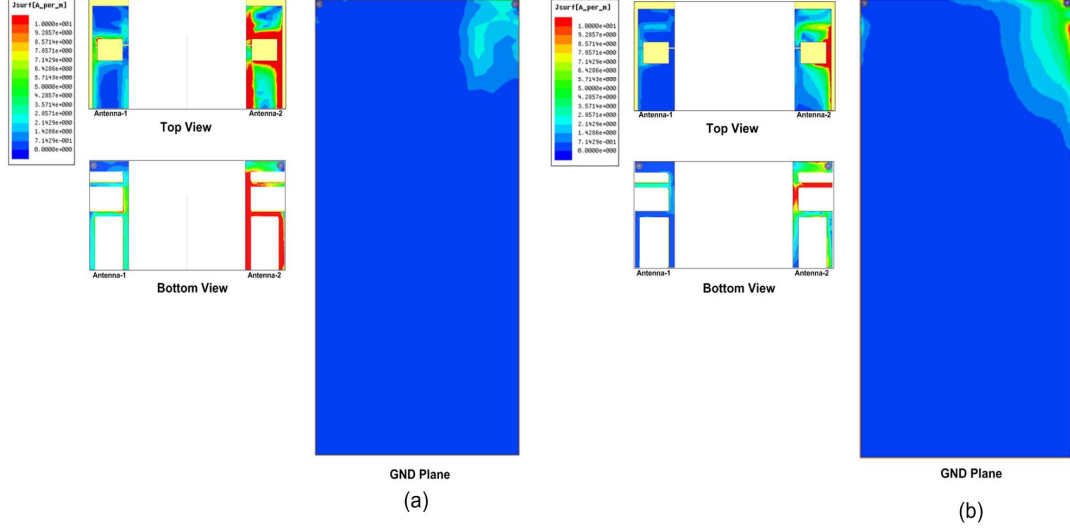 Jsurf[A_per_m]
1.0000e+001
9.2857e+000
8.5714e+000
7.8571e+000
7.1429e+000
6.4286e+000
5.7143e+000
5.0000e+000
4.2857e+000
3.5714e+000
2.8571e+000
2.1429e+000
1.4286e+000
7.1429e-001
0.0000e+000
Antenna-1
Antenna-2
Top View
Antenna-1
Antenna-2
Bottom View
GND Plane
(a)
Jsurf[A_per_m]
1.0000e+001
9.2857e+000
8.5714e+000
7.8571e+000
7.1429e+000
6.4286e+000
5.7143e+000
5.0000e+000
4.2857e+000
3.5714e+000
2.8571e+000
2.1429e+000
1.4286e+000
7.1429e-001
0.0000e+000
Antenna-1
Antenna-2
Top View
Antenna-1
Antenna-2
Bottom View
GND Plane
(b)